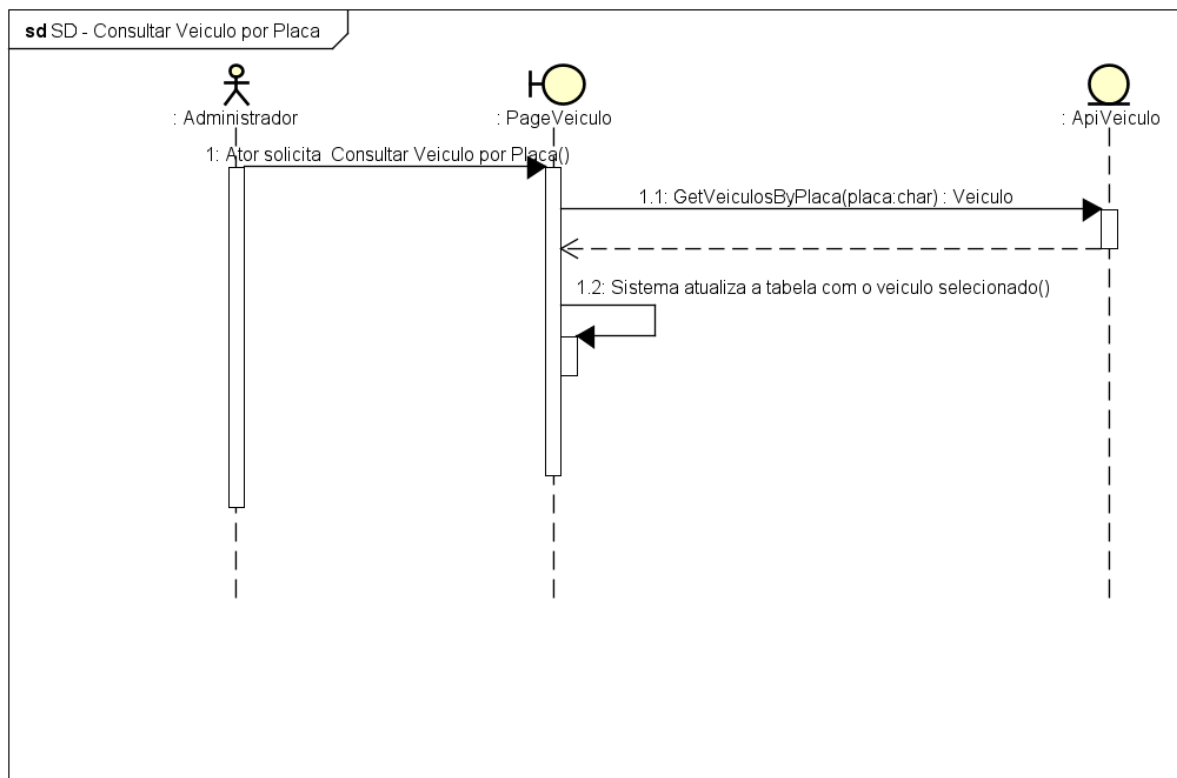 sd SD - Consultar Veiculo por Placa
: Administrador
: PageVeiculo
: ApiVeiculo
1: Ator solicita  Consultar Veiculo por Placa()
1.1: GetVeiculosByPlaca(placa:char) : Veiculo
1.2: Sistema atualiza a tabela com o veiculo selecionado()